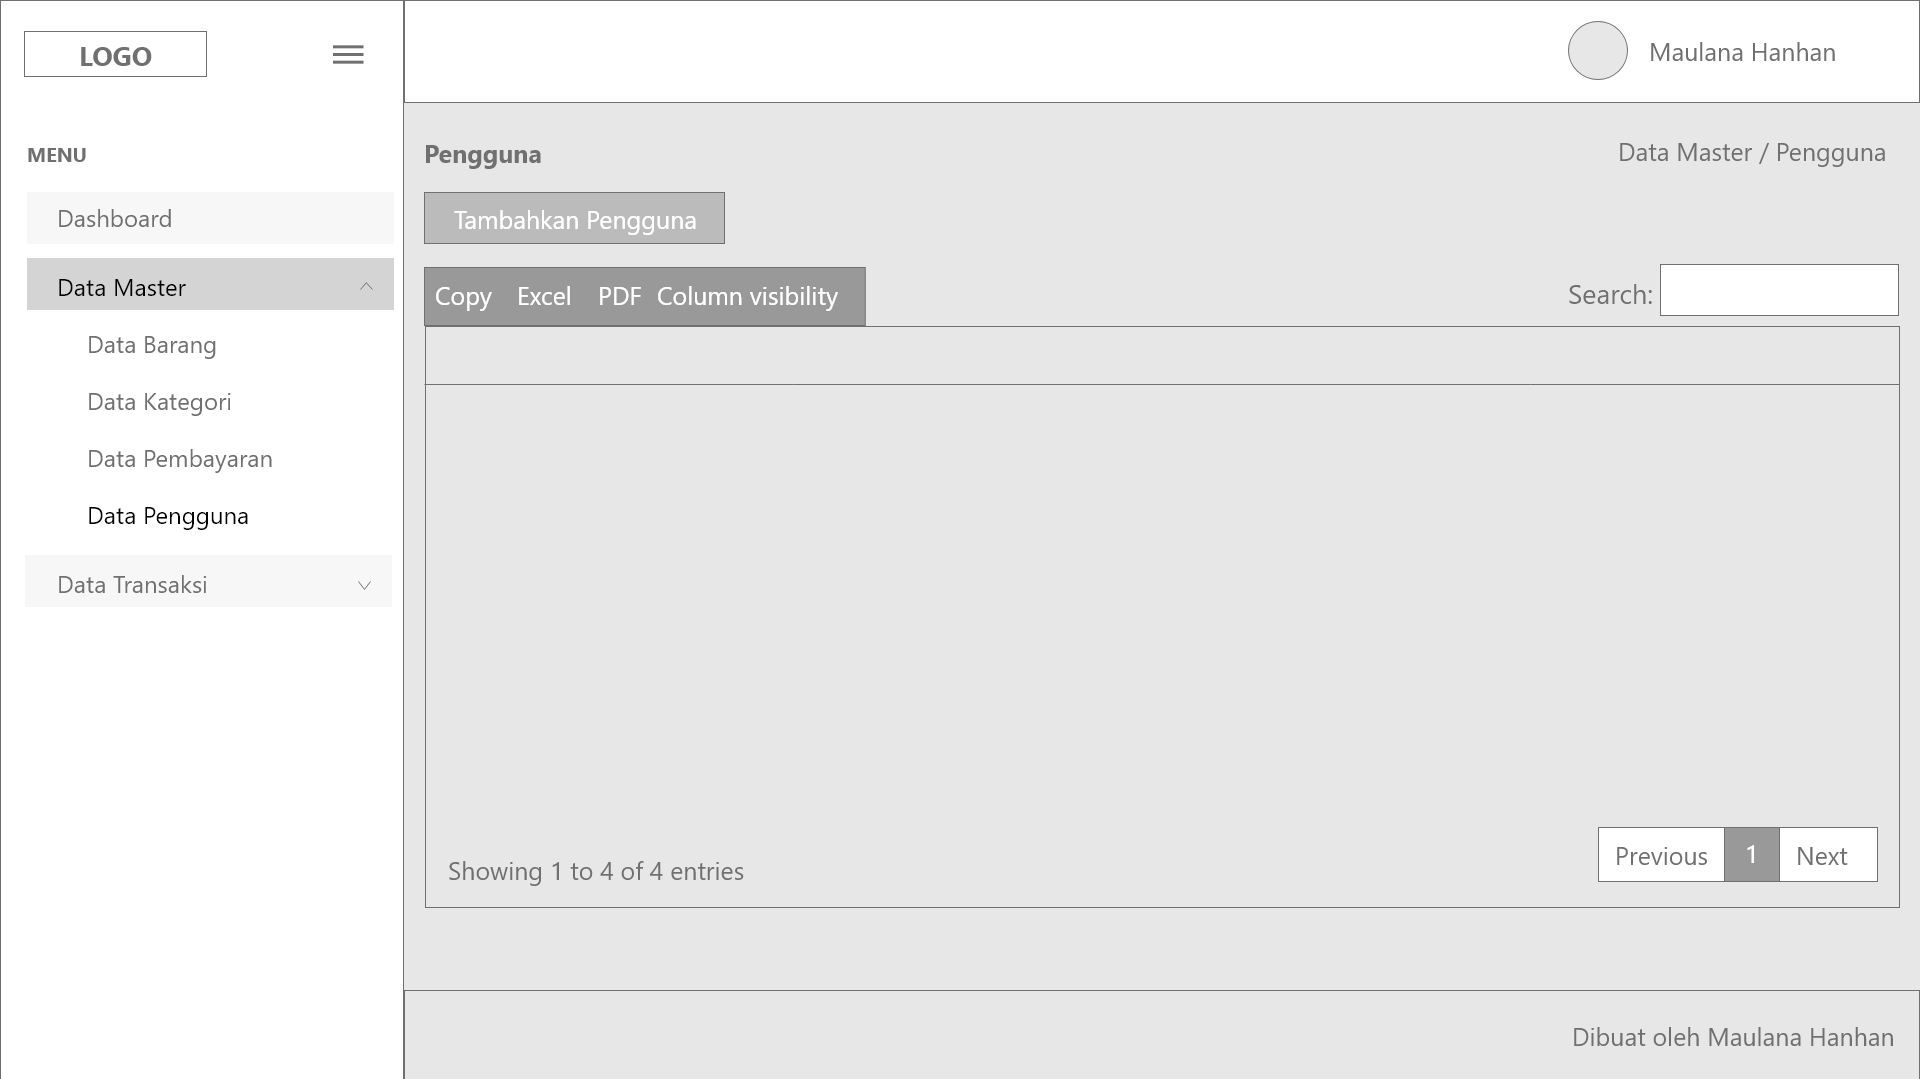 LOGO
Maulana Hanhan
MENU
Dashboard
Data Master
Data Barang
Data Kategori
Data Pembayaran
Data Pengguna
Data Transaksi
Pengguna
Data Master / Pengguna
Tambahkan Pengguna
Copy Excel PDF Column visibility
Search:
Showing 1 to 4 of 4 entries
Previous 1 Next
Dibuat oleh Maulana Hanhan